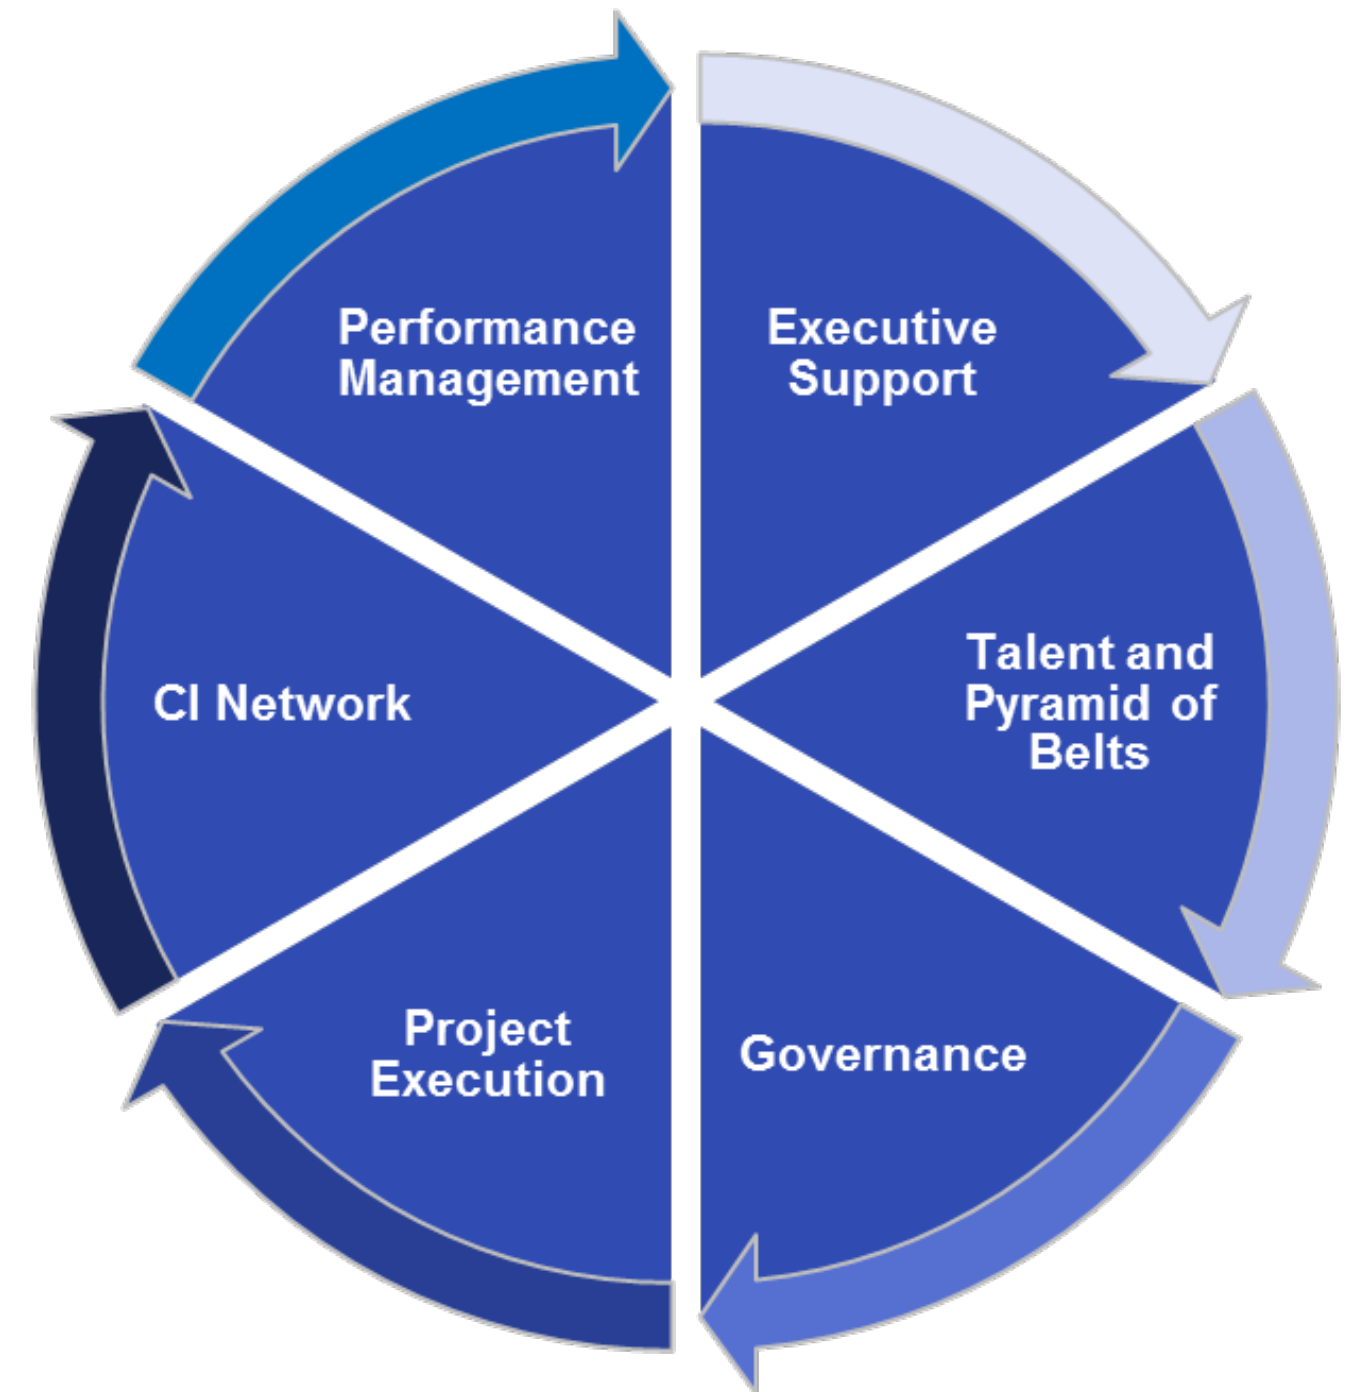 Performance
Management
Executive
Support
Talent and
Pyramid of
Belts
Governance
Project
Execution
CI Network